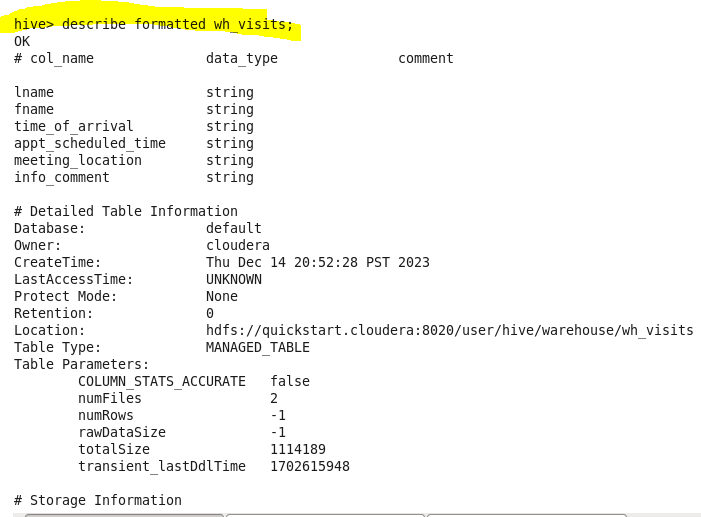 hive> describe formatted wh_visits;
OK
# col_name data_type comment
lname string
fname string
time_of_arrival string
appt_scheduled_time string
meeting_location string
info_comment string
# Detailed Table Information
Database: default
Owner: cloudera
CreateTime: Thu Dec 14 20:52:28 PST 2023
LastAccessTime: UNKNOWN
Protect Mode: None
Retention: 0
Location: hdfs://quickstart.cloudera:8020/user/hive/warehouse/wh_visits
Table Type: MANAGED_TABLE
Table Parameters:
COLUMN_STATS_ACCURATE false
numFiles 2
numRows -1
rawDataSize -1
totalSize 1114189
transient_lastDdlTime 1702615948
# Storage Information